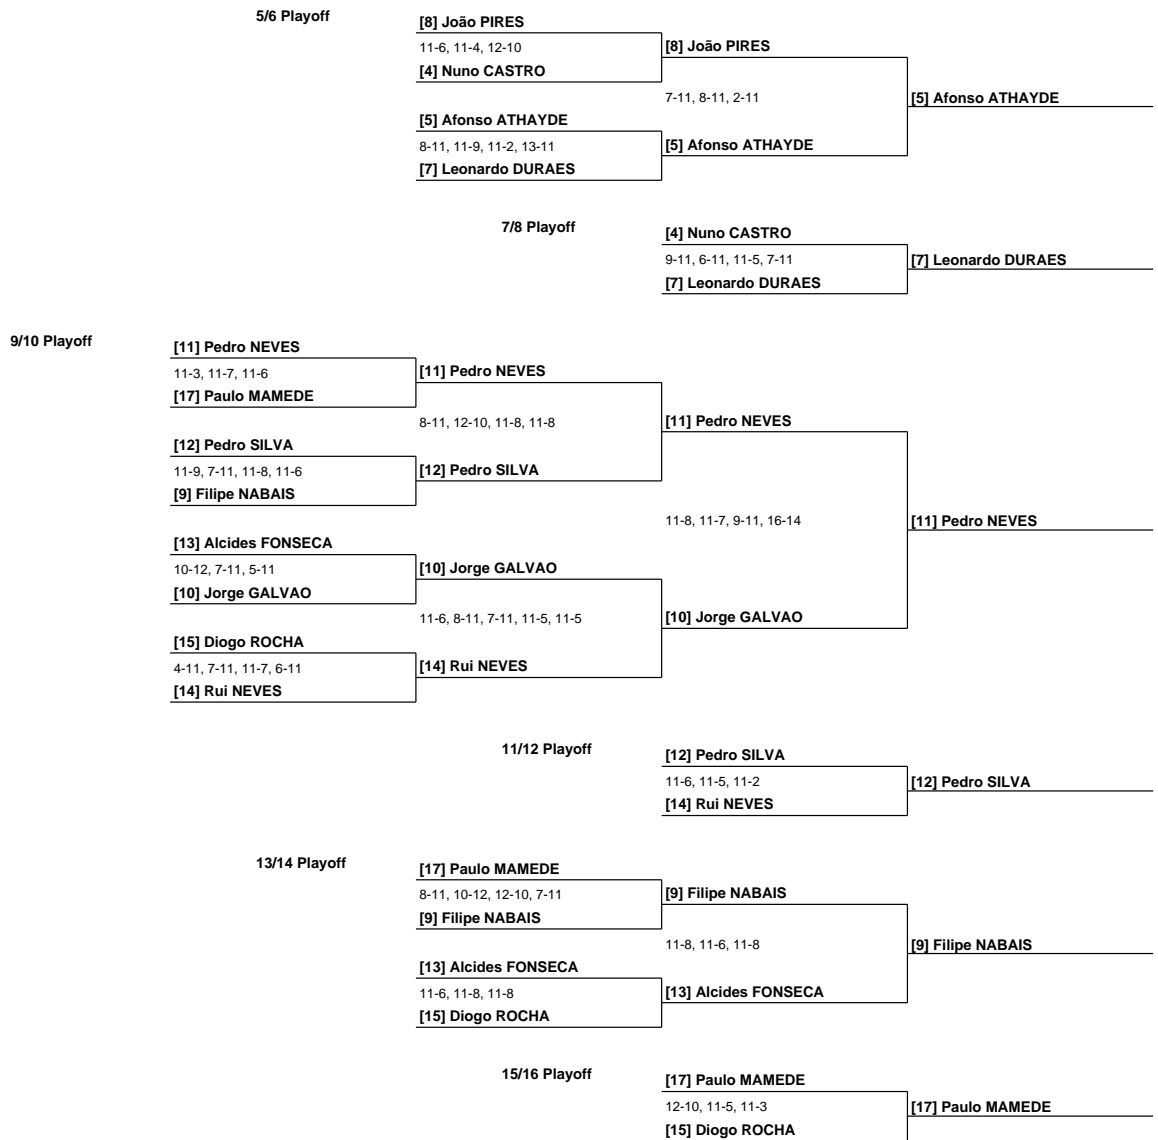 5/6 Playoff
[8] João PIRES
11-6, 11-4, 12-10
[8] João PIRES
[4] Nuno CASTRO
7-11, 8-11, 2-11
[5] Afonso ATHAYDE
[5] Afonso ATHAYDE
8-11, 11-9, 11-2, 13-11
[5] Afonso ATHAYDE
[7] Leonardo DURAES
7/8 Playoff
[4] Nuno CASTRO
9-11, 6-11, 11-5, 7-11
[7] Leonardo DURAES
[7] Leonardo DURAES
9/10 Playoff
[11] Pedro NEVES
11-3, 11-7, 11-6
[11] Pedro NEVES
[17] Paulo MAMEDE
8-11, 12-10, 11-8, 11-8
[11] Pedro NEVES
[12] Pedro SILVA
11-9, 7-11, 11-8, 11-6
[12] Pedro SILVA
[9] Filipe NABAIS
11-8, 11-7, 9-11, 16-14
[11] Pedro NEVES
[13] Alcides FONSECA
10-12, 7-11, 5-11
[10] Jorge GALVAO
[10] Jorge GALVAO
11-6, 8-11, 7-11, 11-5, 11-5
[10] Jorge GALVAO
[15] Diogo ROCHA
4-11, 7-11, 11-7, 6-11
[14] Rui NEVES
[14] Rui NEVES
11/12 Playoff
[12] Pedro SILVA
11-6, 11-5, 11-2
[12] Pedro SILVA
[14] Rui NEVES
13/14 Playoff
[17] Paulo MAMEDE
8-11, 10-12, 12-10, 7-11
[9] Filipe NABAIS
[9] Filipe NABAIS
11-8, 11-6, 11-8
[9] Filipe NABAIS
[13] Alcides FONSECA
11-6, 11-8, 11-8
[13] Alcides FONSECA
[15] Diogo ROCHA
15/16 Playoff
[17] Paulo MAMEDE
12-10, 11-5, 11-3
[17] Paulo MAMEDE
[15] Diogo ROCHA